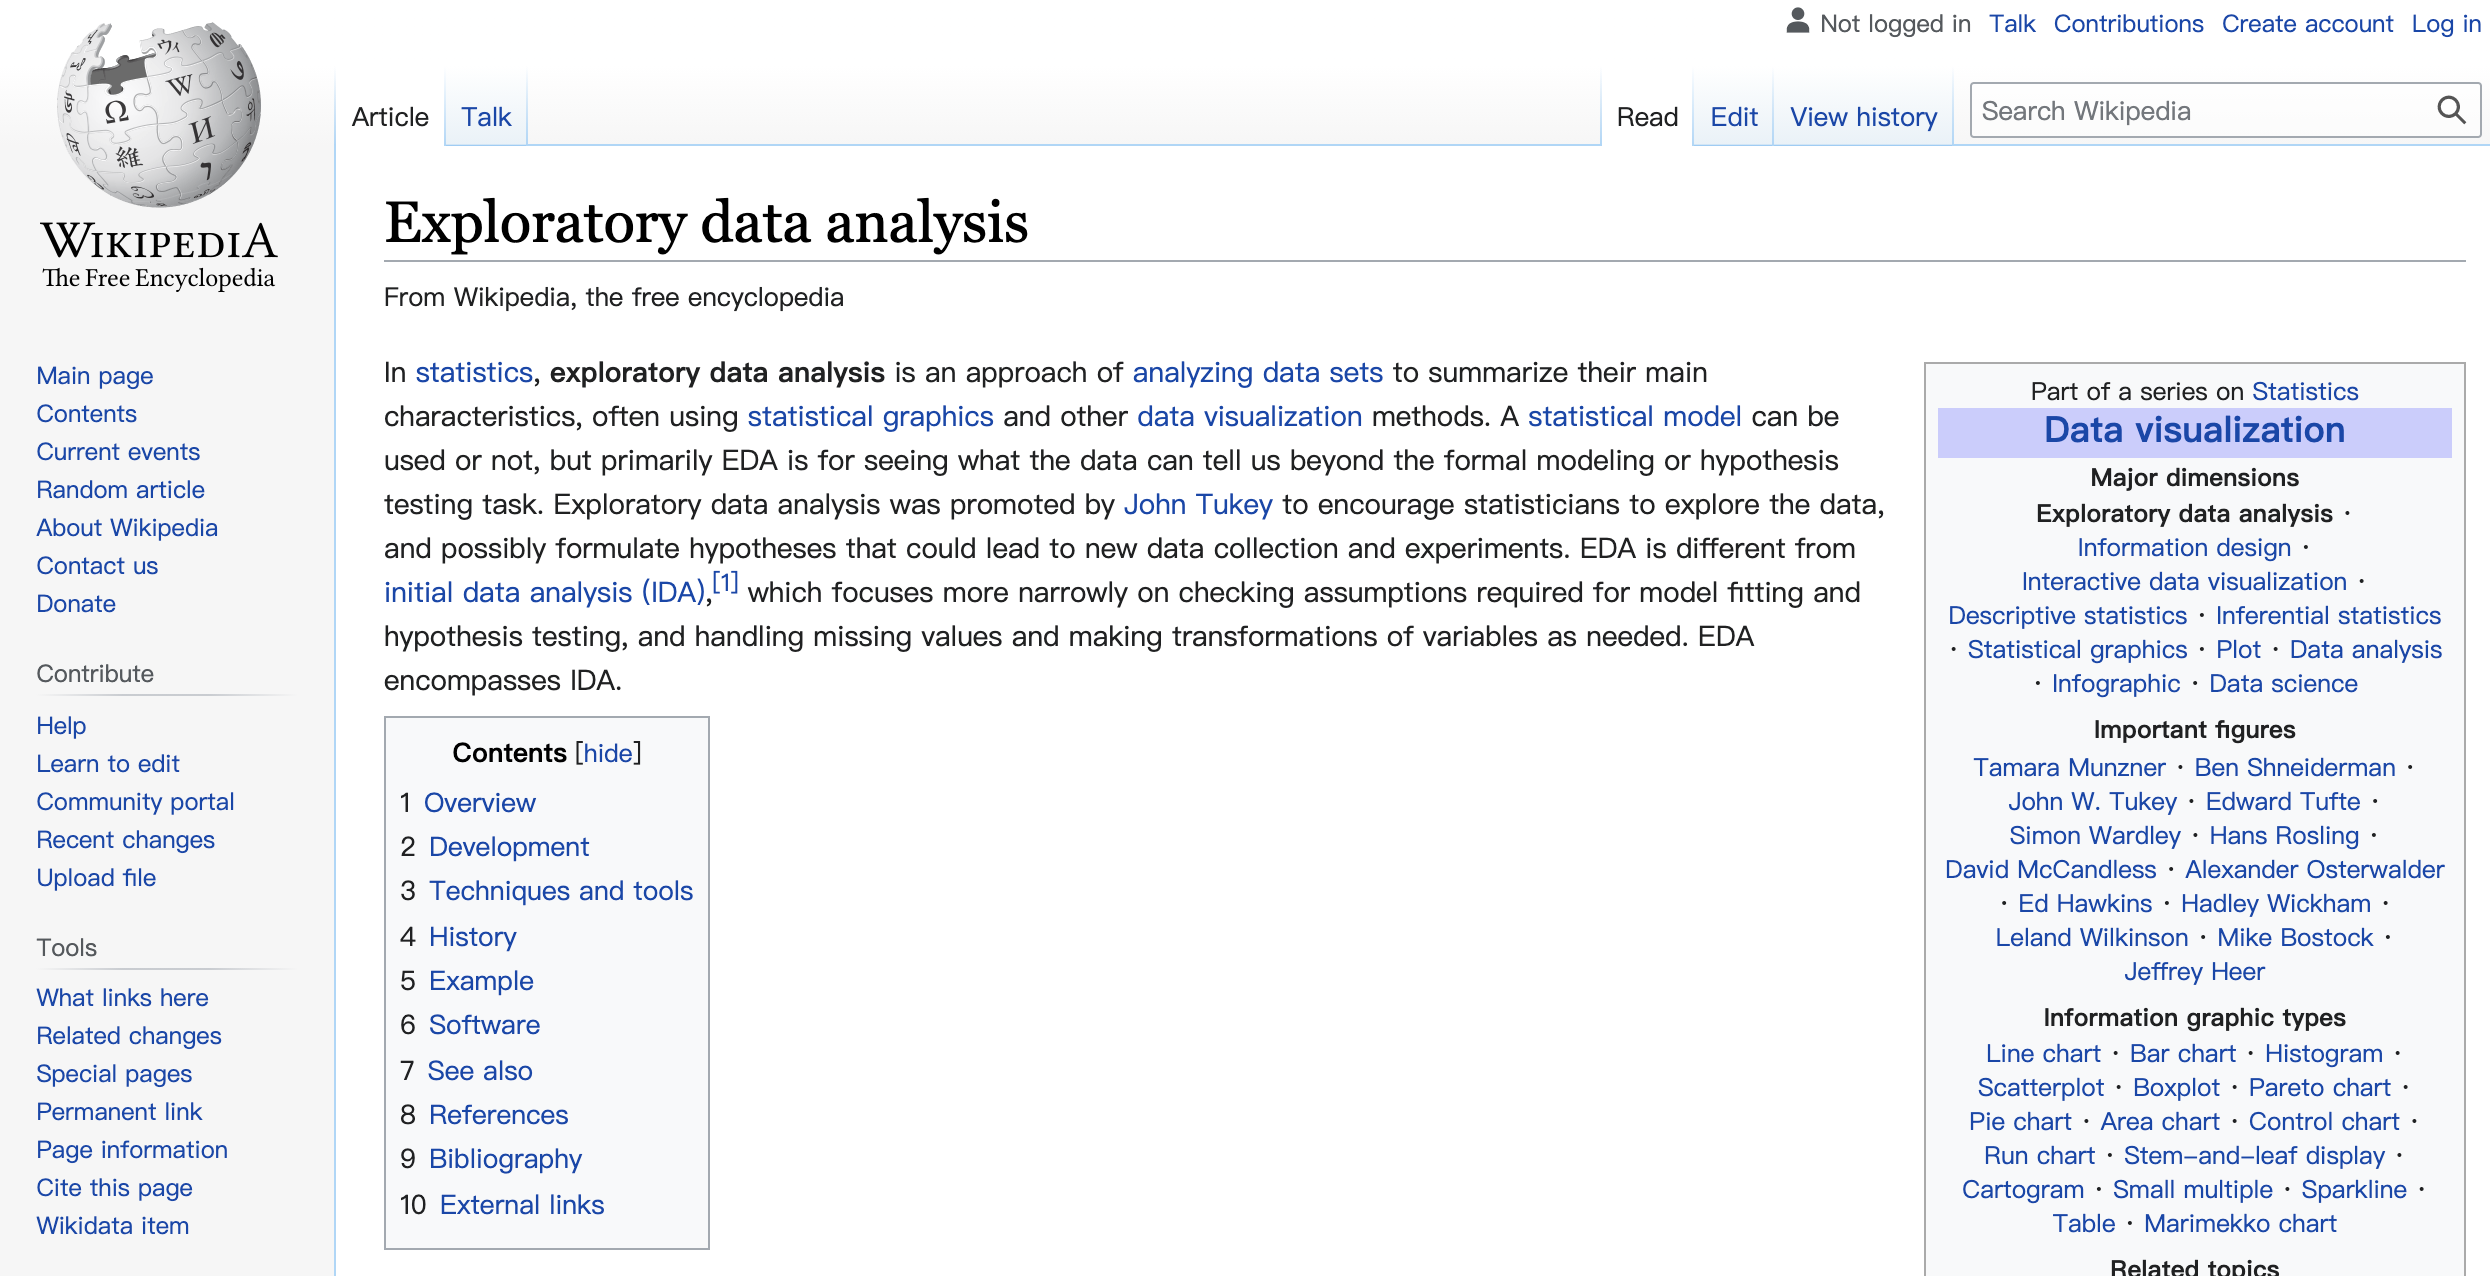 Not logged in Talk Contributions Create account Log in
Article Talk Read Edit View history Search Wikipedia
Ω W И 維 ウィ 7
WIKIPEDIA
The Free Encyclopedia
Main page
Contents
Current events
Random article
About Wikipedia
Contact us
Donate
Contribute
Help
Learn to edit
Community portal
Recent changes
Upload file
Tools
What links here
Related changes
Special pages
Permanent link
Page information
Cite this page
Wikidata item
Exploratory data analysis
From Wikipedia, the free encyclopedia
In statistics, exploratory data analysis is an approach of analyzing data sets to summarize their main
characteristics, often using statistical graphics and other data visualization methods. A statistical model can be
used or not, but primarily EDA is for seeing what the data can tell us beyond the formal modeling or hypothesis
testing task. Exploratory data analysis was promoted by John Tukey to encourage statisticians to explore the data,
and possibly formulate hypotheses that could lead to new data collection and experiments. EDA is different from
initial data analysis (IDA),[1] which focuses more narrowly on checking assumptions required for model fitting and
hypothesis testing, and handling missing values and making transformations of variables as needed. EDA
encompasses IDA.
Contents [hide]
1 Overview
2 Development
3 Techniques and tools
4 History
5 Example
6 Software
7 See also
8 References
9 Bibliography
10 External links
Part of a series on Statistics
Data visualization
Major dimensions
Exploratory data analysis ·
Information design ·
Interactive data visualization ·
Descriptive statistics · Inferential statistics
· Statistical graphics · Plot · Data analysis
· Infographic · Data science
Important figures
Tamara Munzner · Ben Shneiderman ·
John W. Tukey · Edward Tufte ·
Simon Wardley · Hans Rosling ·
David McCandless · Alexander Osterwalder
· Ed Hawkins · Hadley Wickham ·
Leland Wilkinson · Mike Bostock ·
Jeffrey Heer
Information graphic types
Line chart · Bar chart · Histogram ·
Scatterplot · Boxplot · Pareto chart ·
Pie chart · Area chart · Control chart ·
Run chart · Stem-and-leaf display ·
Cartogram · Small multiple · Sparkline ·
Table · Marimekko chart
Related topics